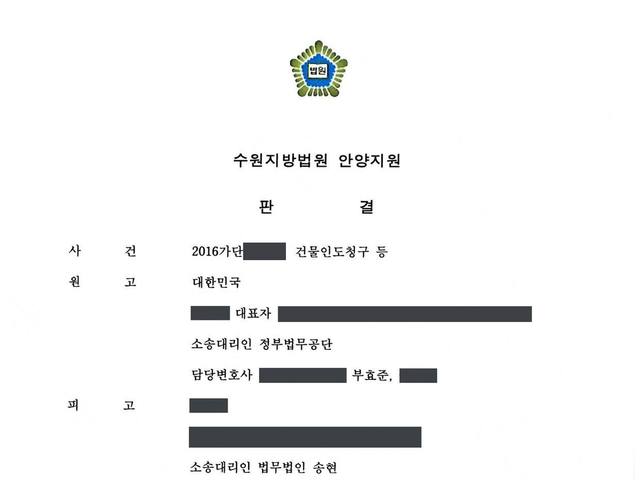 법원
수원지방법원 안양지원
판 결
사 건 2016가단 건물인도청구 등
원 고 대한민국
대표자
소송대리인 정부법무공단
담당변호사 부효준,
피 고
소송대리인 법무법인 송현